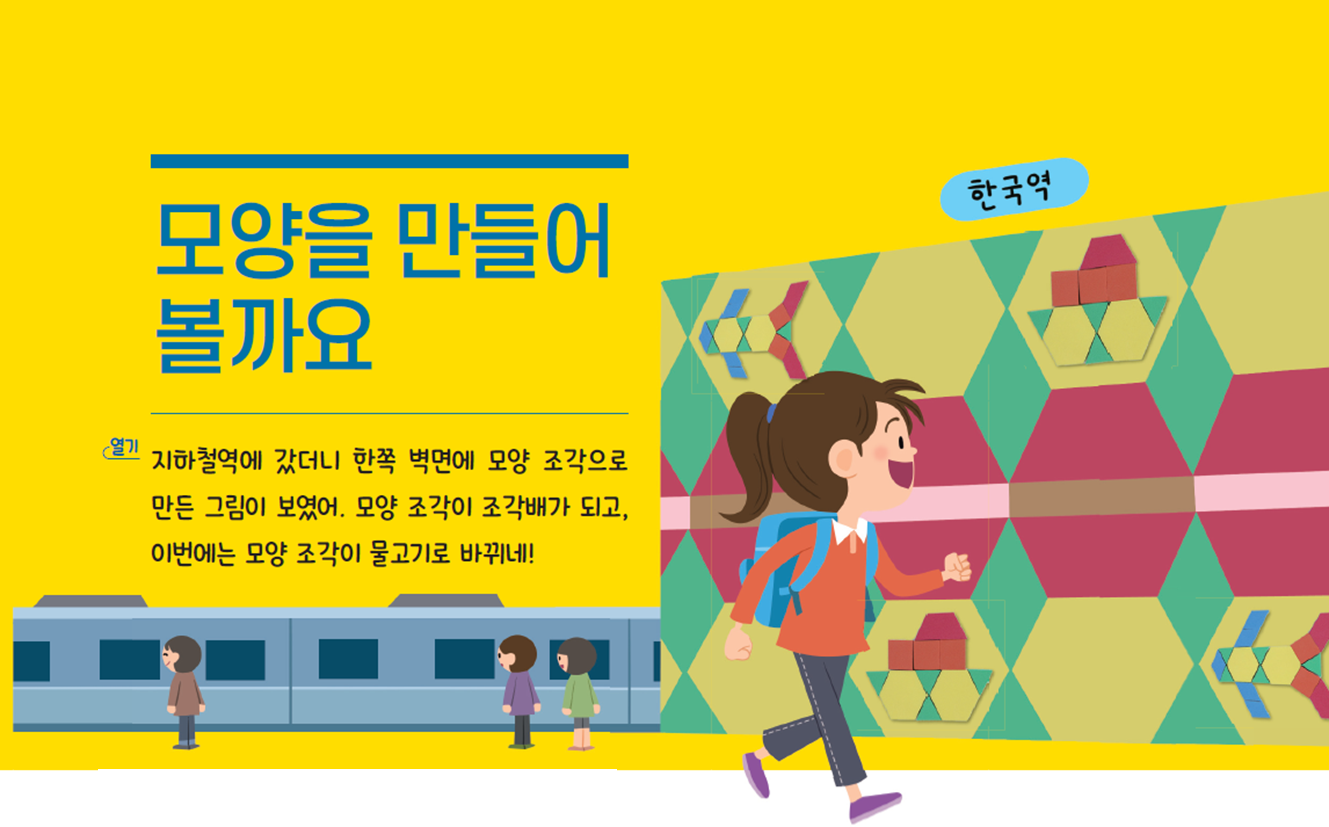 모양을 만들어
볼까요
한국역
열기
지하철역에 갔더니 한쪽 벽면에 모양 조각으로
만든 그림이 보였어. 모양 조각이 조각배가 되고,
이번에는 모양 조각이 물고기로 바뀌네!